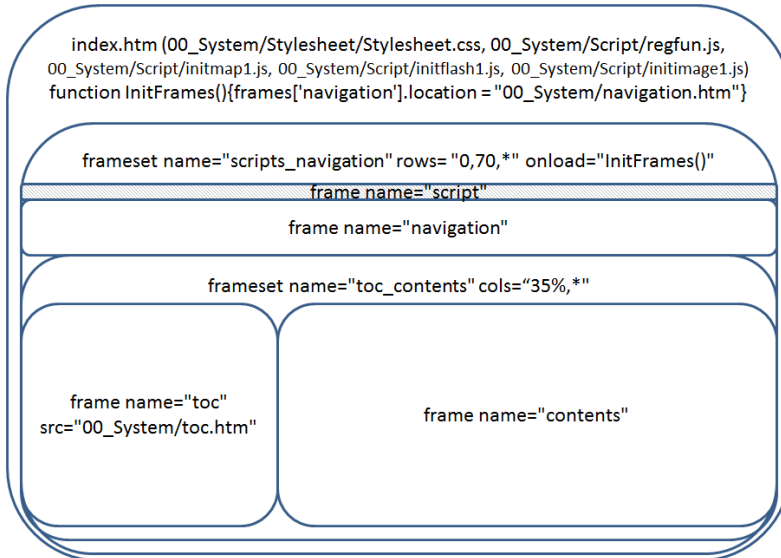 index.htm (00_System/Stylesheet/Stylesheet.css, 00_System/Script/regfun.js,
00_System/Script/initmap1.js, 00_System/Script/initflash1.js, 00_System/Script/initimage1.js)
function InitFrames(){frames['navigation'].location = "00_System/navigation.htm"}
frameset name="scripts_navigation" rows= "0,70,*" onload="InitFrames()"
frame name="script"
frame name="navigation"
frameset name="toc_contents" cols=“35%,*"
frame name="toc"
src="00_System/toc.htm"
frame name="contents"